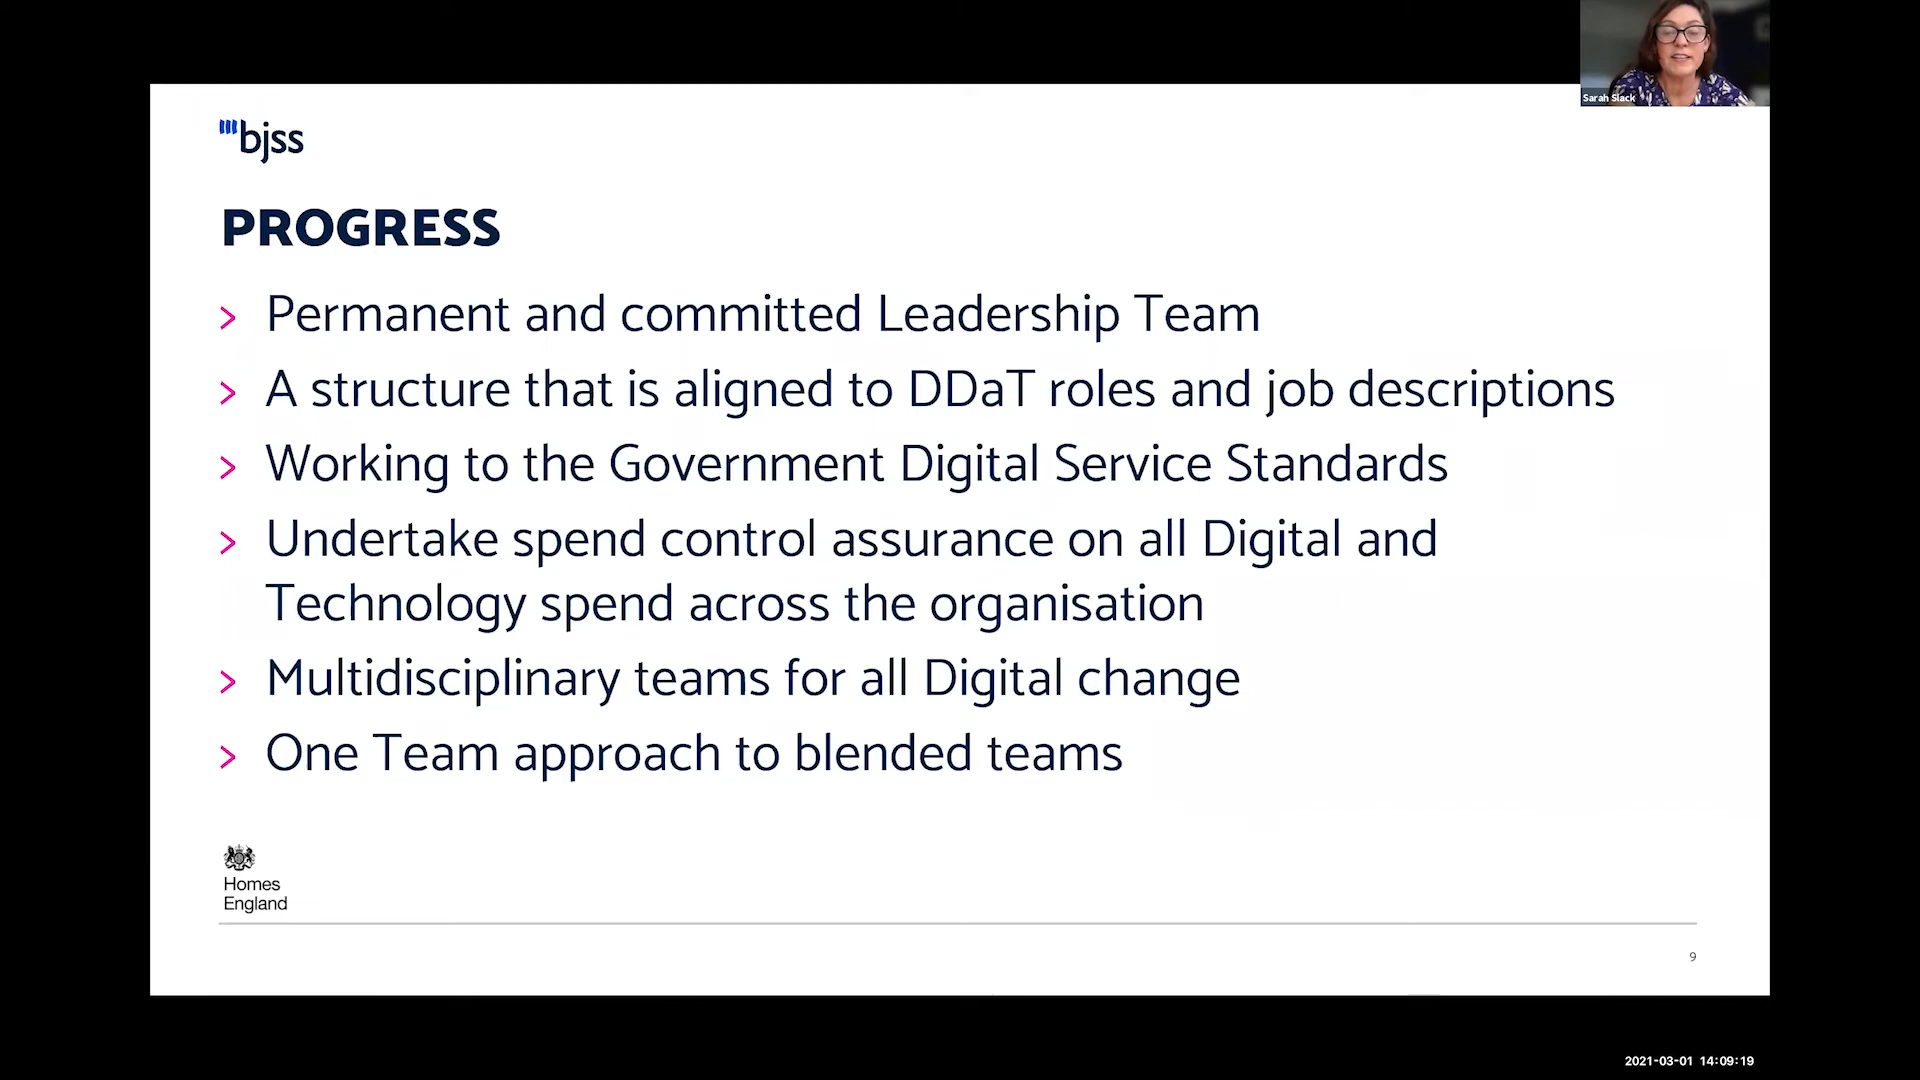 Sarah Slack
bjss
PROGRESS
> Permanent and committed Leadership Team
> A structure that is aligned to DDaT roles and job descriptions
> Working to the Government Digital Service Standards
> Undertake spend control assurance on all Digital and
Technology spend across the organisation
> Multidisciplinary teams for all Digital change
> One Team approach to blended teams
Homes
England
9
2021-03-01 14:09:19